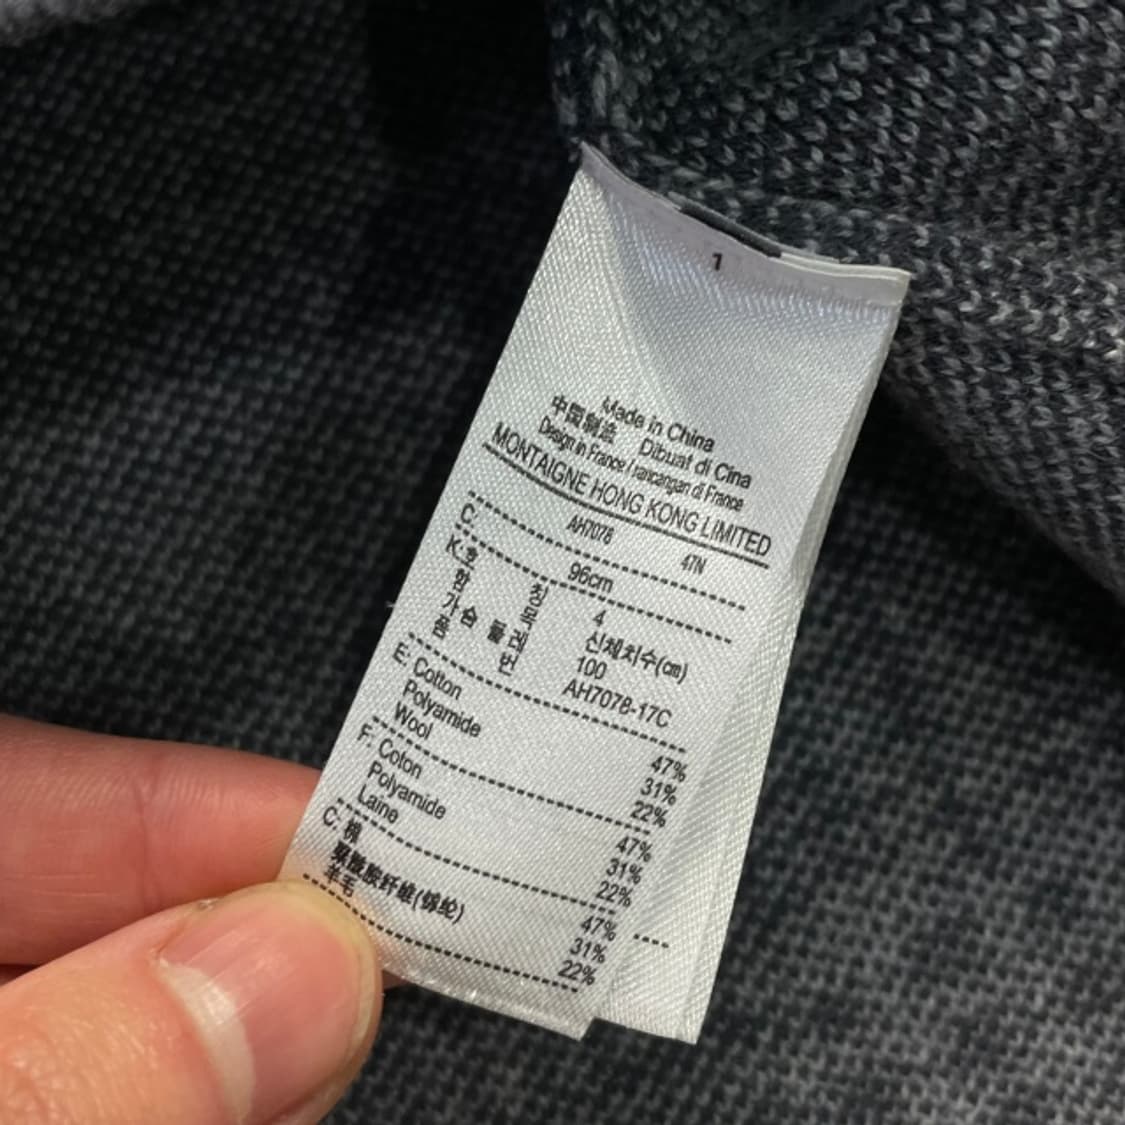 1
Made in China
中国制造 Dibuat di Cina
Design in France / rancangan di France
MONTAIGNE HONG KONG LIMITED
C: AH7078 47N
96cm
K:호 칭 4
항 목 신체치수(㎝)
가슴 둘레 100
품 번 AH7078-17C
E: Cotton 47%
Polyamide 31%
Wool 22%
F: Coton 47%
Polyamide 31%
Laine 22%
C: 棉 47%
聚酰胺纤维(锦纶) 31%
羊毛 22%